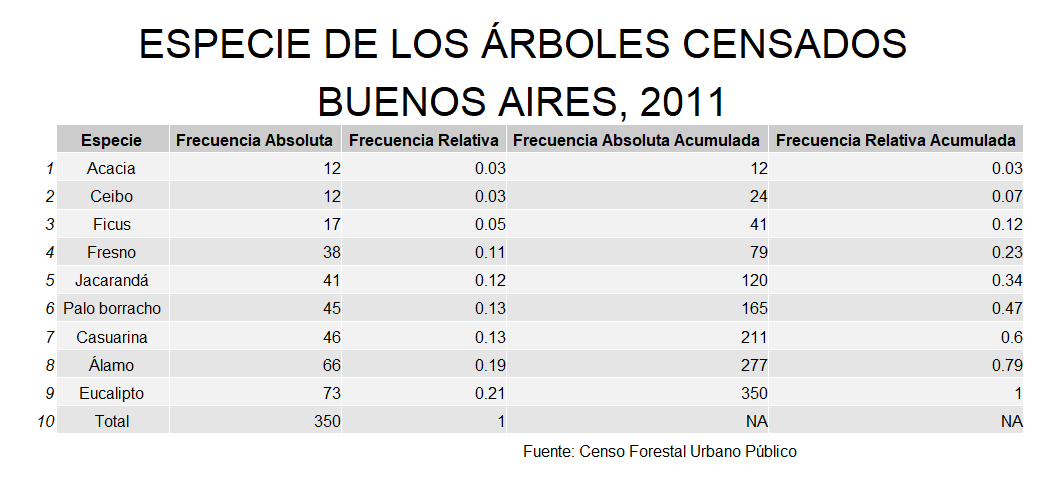 ESPECIE DE LOS ÁRBOLES CENSADOS
BUENOS AIRES, 2011
Especie Frecuencia Absoluta Frecuencia Relativa Frecuencia Absoluta Acumulada Frecuencia Relativa Acumulada
1 Acacia 12 0.03 12 0.03
2 Ceibo 12 0.03 24 0.07
3 Ficus 17 0.05 41 0.12
4 Fresno 38 0.11 79 0.23
5 Jacarandá 41 0.12 120 0.34
6 Palo borracho 45 0.13 165 0.47
7 Casuarina 46 0.13 211 0.6
8 Álamo 66 0.19 277 0.79
9 Eucalipto 73 0.21 350 1
10 Total 350 1 NA NA
Fuente: Censo Forestal Urbano Público